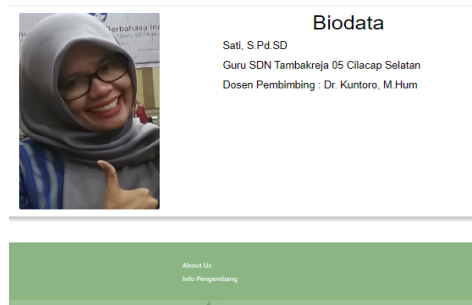 Biodata
Sati, S.Pd.SD
Guru SDN Tambakreja 05 Cilacap Selatan
Dosen Pembimbing : Dr. Kuntoro, M.Hum
About Us
Info Pengembang